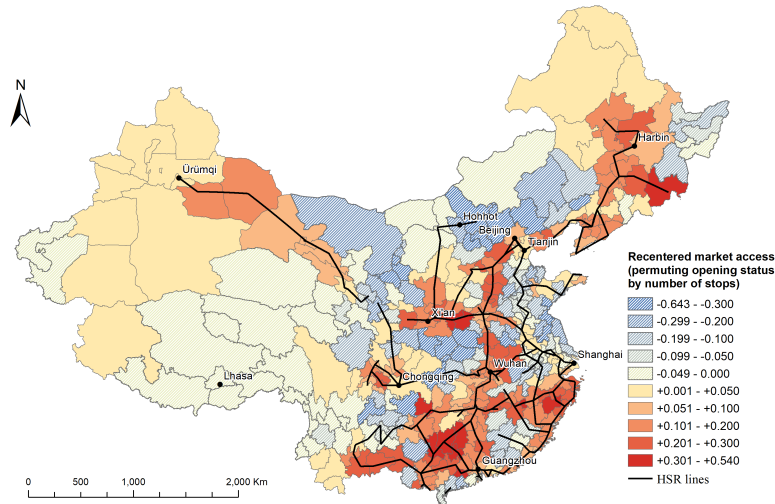 N
Harbin
Ürümqi
Hohhot
Beijing
Tianjin
Xi'an
Shanghai
Wuhan
Chongqing
Lhasa
Guangzhou
Recentered market access
(permuting opening status
by number of stops)
-0.643 - -0.300
-0.299 - -0.200
-0.199 - -0.100
-0.099 - -0.050
-0.049 - 0.000
+0.001 - +0.050
+0.051 - +0.100
+0.101 - +0.200
+0.201 - +0.300
+0.301 - +0.540
HSR lines
0 500 1,000 2,000 Km